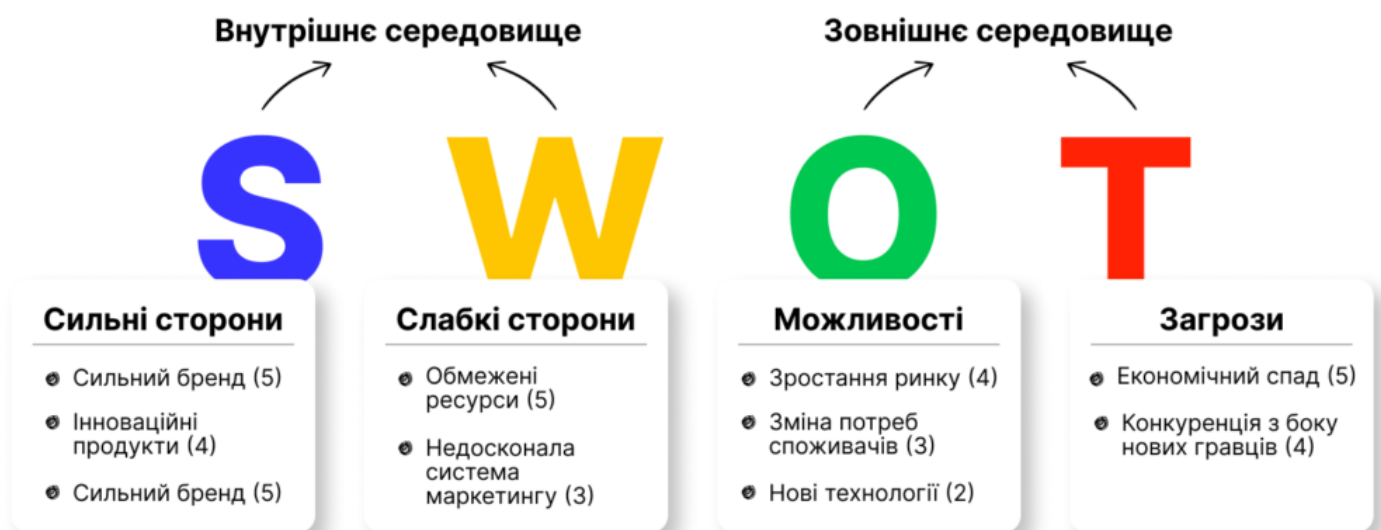 Внутрішнє середовище
Зовнішнє середовище
S
W
O
T
Сильні сторони
Сильний бренд (5)
Інноваційні
продукти (4)
Сильний бренд (5)
Слабкі сторони
Обмежені
ресурси (5)
Недосконала
система
маркетингу (3)
Можливості
Зростання ринку (4)
Зміна потреб
споживачів (3)
Нові технології (2)
Загрози
Економічний спад (5)
Конкуренція з боку
нових гравців (4)